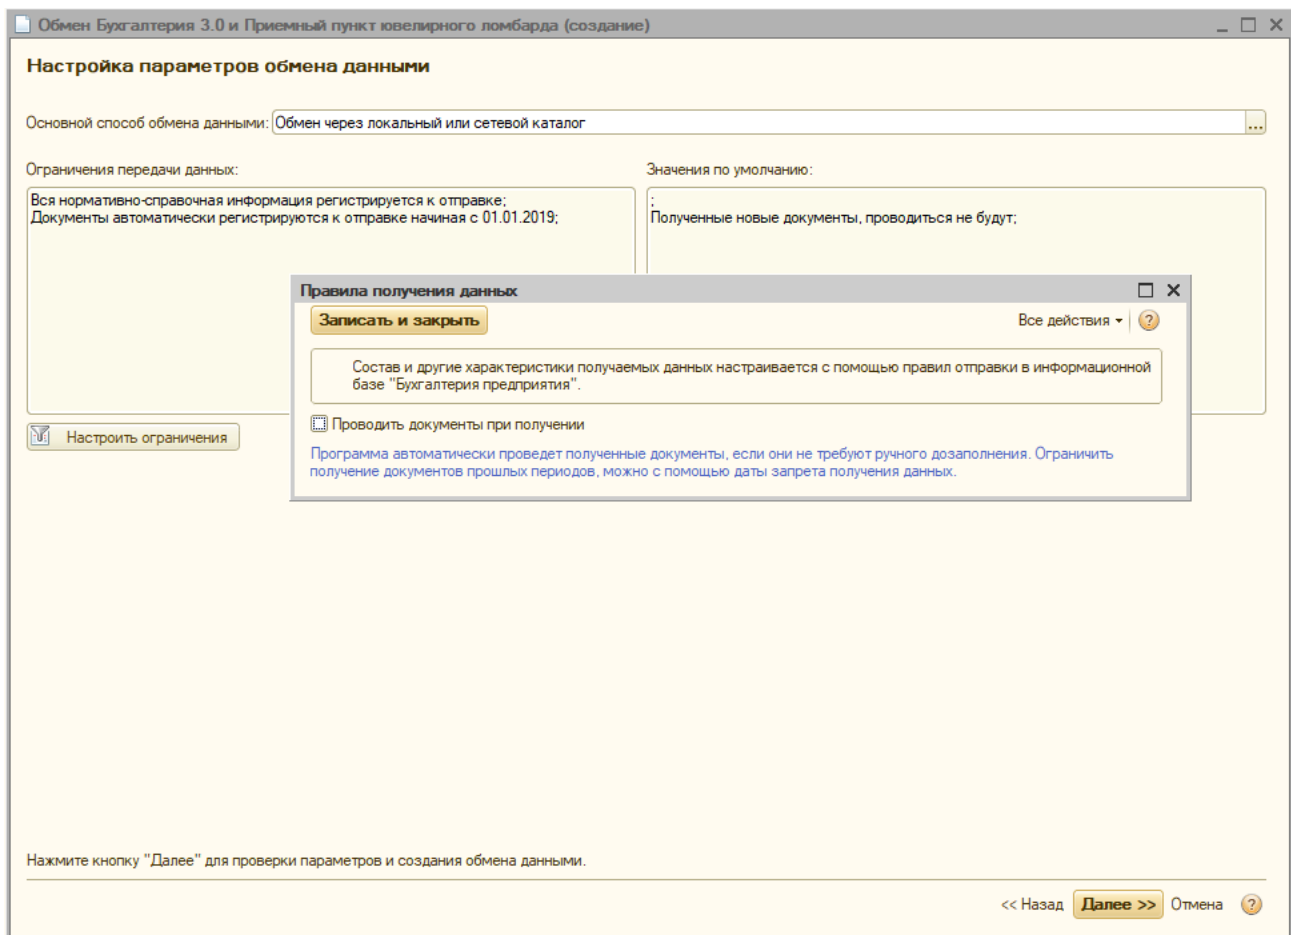 Обмен Бухгалтерия 3.0 и Приемный пункт ювелирного ломбарда (создание)
Настройка параметров обмена данными
Основной способ обмена данными: Обмен через локальный или сетевой каталог ...
Ограничения передачи данных:
Значения по умолчанию:
Вся нормативно-справочная информация регистрируется к отправке;
Документы автоматически регистрируются к отправке начиная с 01.01.2019;
;
Полученные новые документы, проводиться не будут;
Правила получения данных
Записать и закрыть
Все действия
?
Состав и другие характеристики получаемых данных настраивается с помощью правил отправки в информационной
базе "Бухгалтерия предприятия".
Проводить документы при получении
Программа автоматически проведет полученные документы, если они не требуют ручного дозаполнения. Ограничить
получение документов прошлых периодов, можно с помощью даты запрета получения данных.
Настроить ограничения
Нажмите кнопку "Далее" для проверки параметров и создания обмена данными.
<< Назад Далее >> Отмена ?